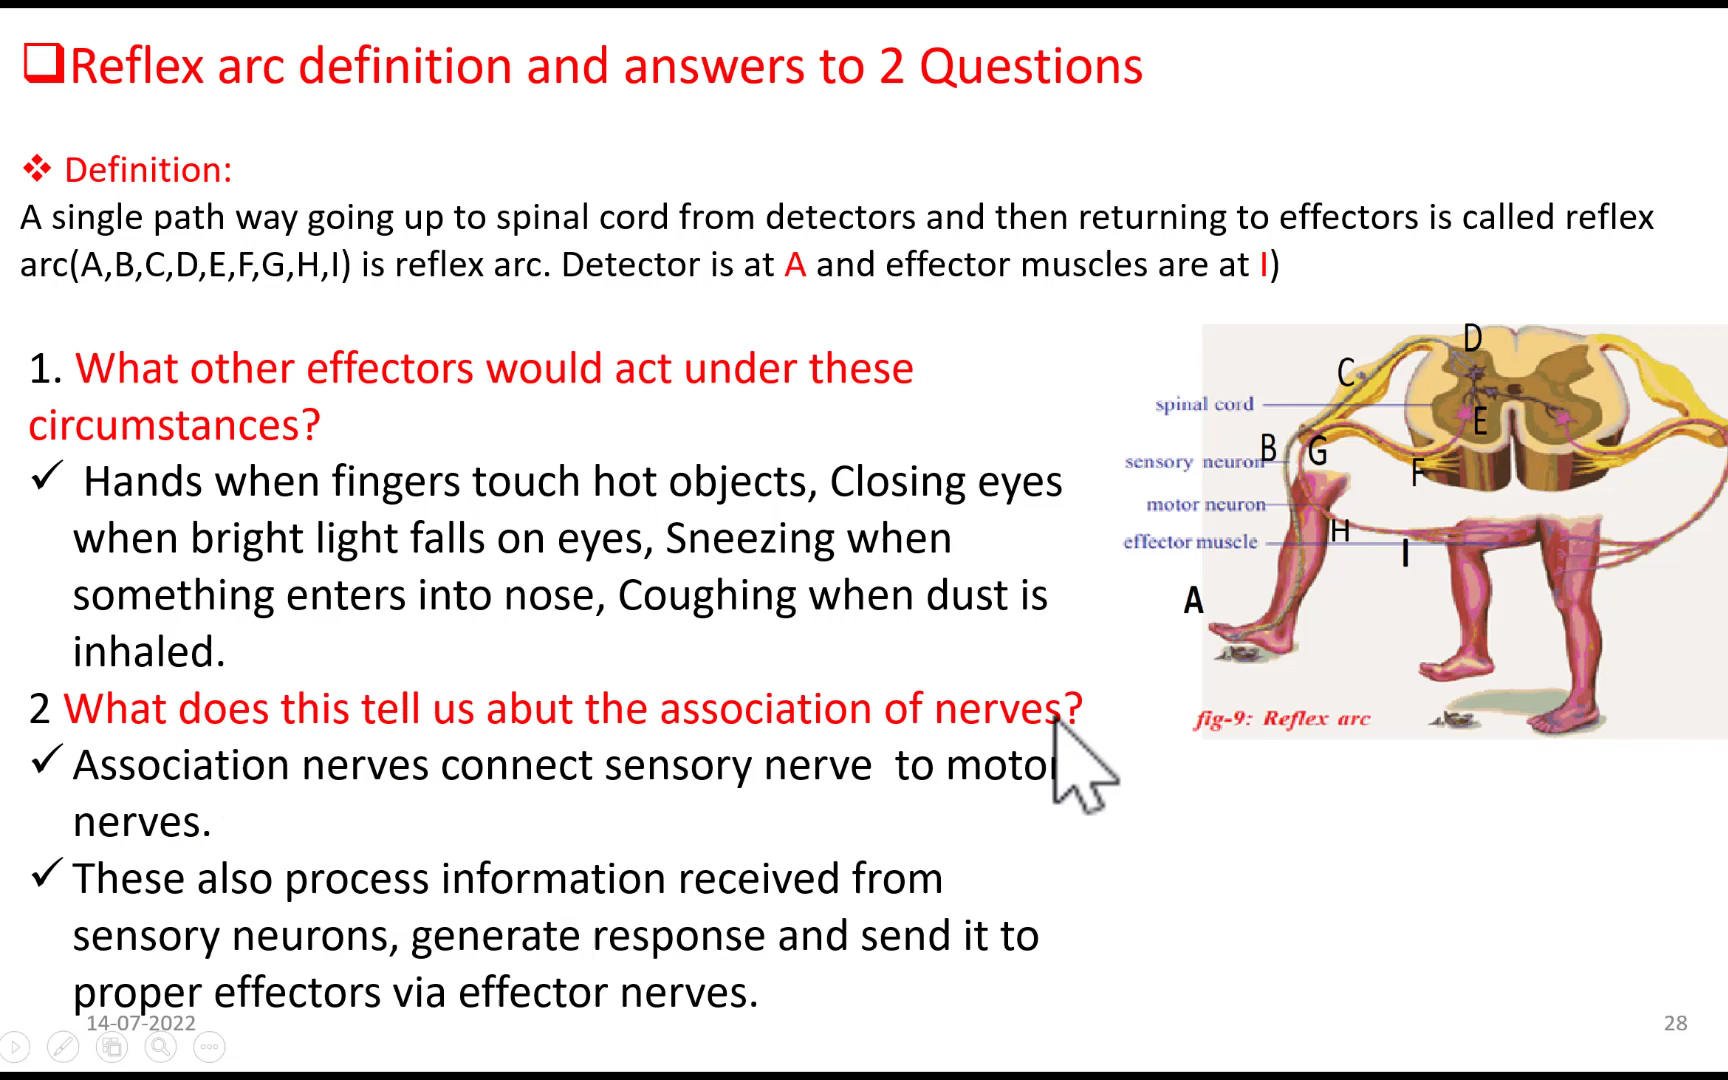 Reflex arc definition and answers to 2 Questions
Definition:
A single path way going up to spinal cord from detectors and then returning to effectors is called reflex
arc(A,B,C,D,E,F,G,H,I) is reflex arc. Detector is at A and effector muscles are at I)
1. What other effectors would act under these
circumstances?
✓ Hands when fingers touch hot objects, Closing eyes
when bright light falls on eyes, Sneezing when
something enters into nose, Coughing when dust is
inhaled.
2 What does this tell us abut the association of nerves?
✓ Association nerves connect sensory nerve to motor
nerves.
✓ These also process information received from
sensory neurons, generate response and send it to
proper effectors via effector nerves.
D
C
spinal cord
E
B
G
sensory neuron
F
motor neuron
H
effector muscle
I
A
fig-9: Reflex arc
14-07-2022
28